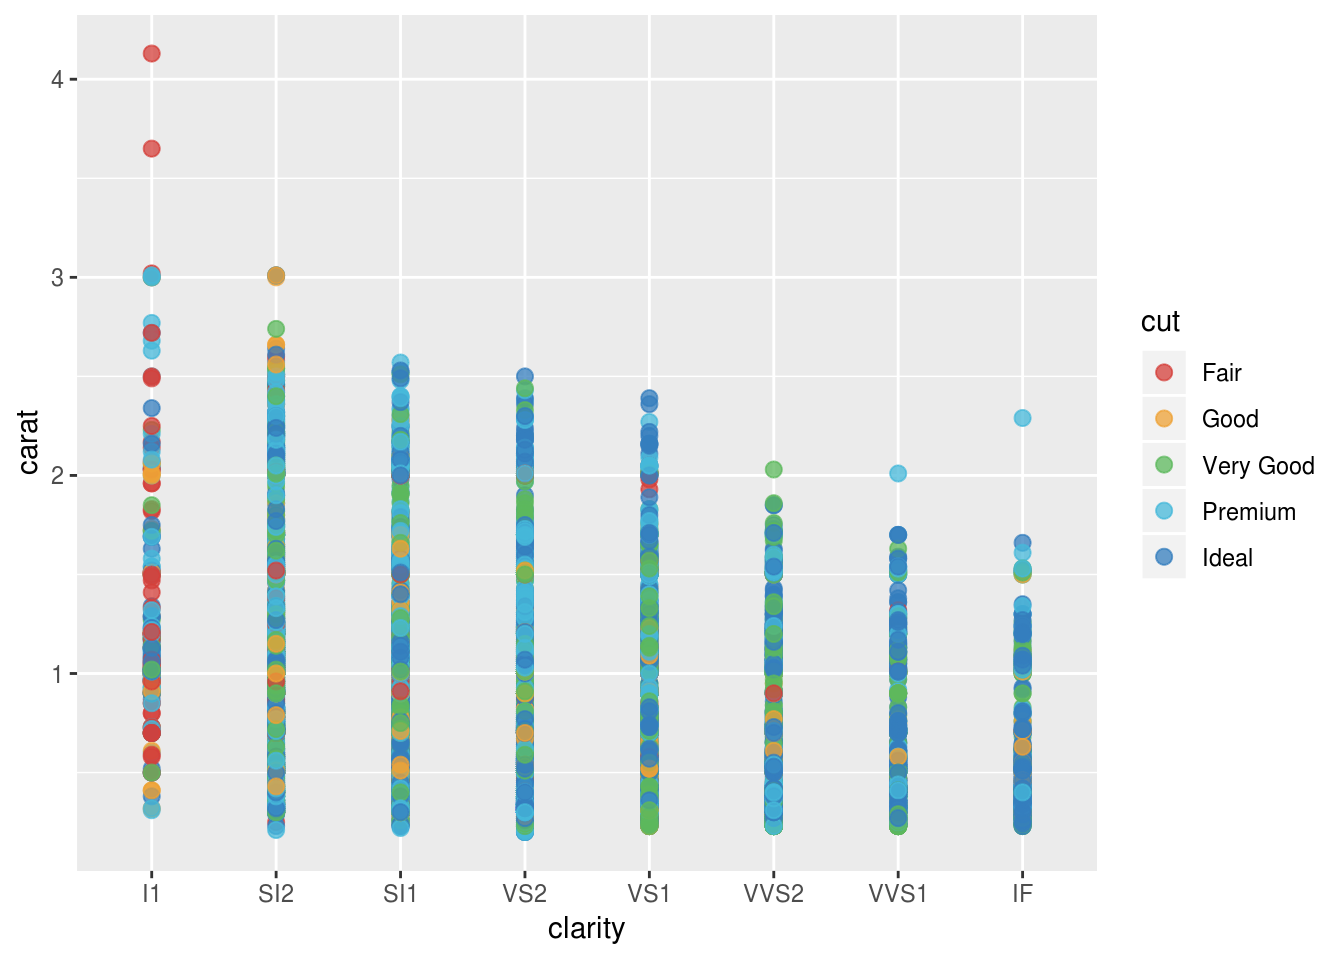 4
3
2
1
carat
I1 SI2 SI1 VS2 VS1 VVS2 VVS1 IF
clarity
cut
Fair
Good
Very Good
Premium
Ideal